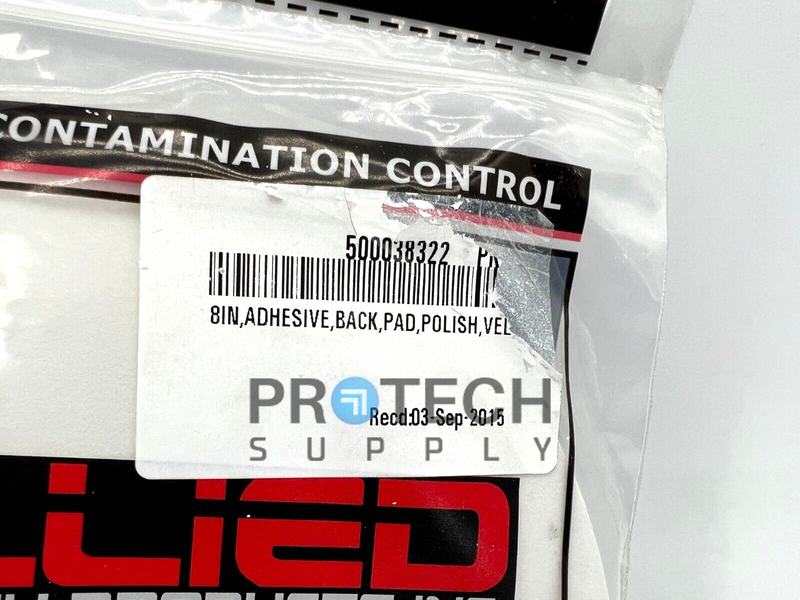 CONTAMINATION CONTROL
500038322
8IN,ADHESIVE,BACK,PAD,POLISH,VEL
PROTECH
Recd:03-Sep-2015
SUPPLY